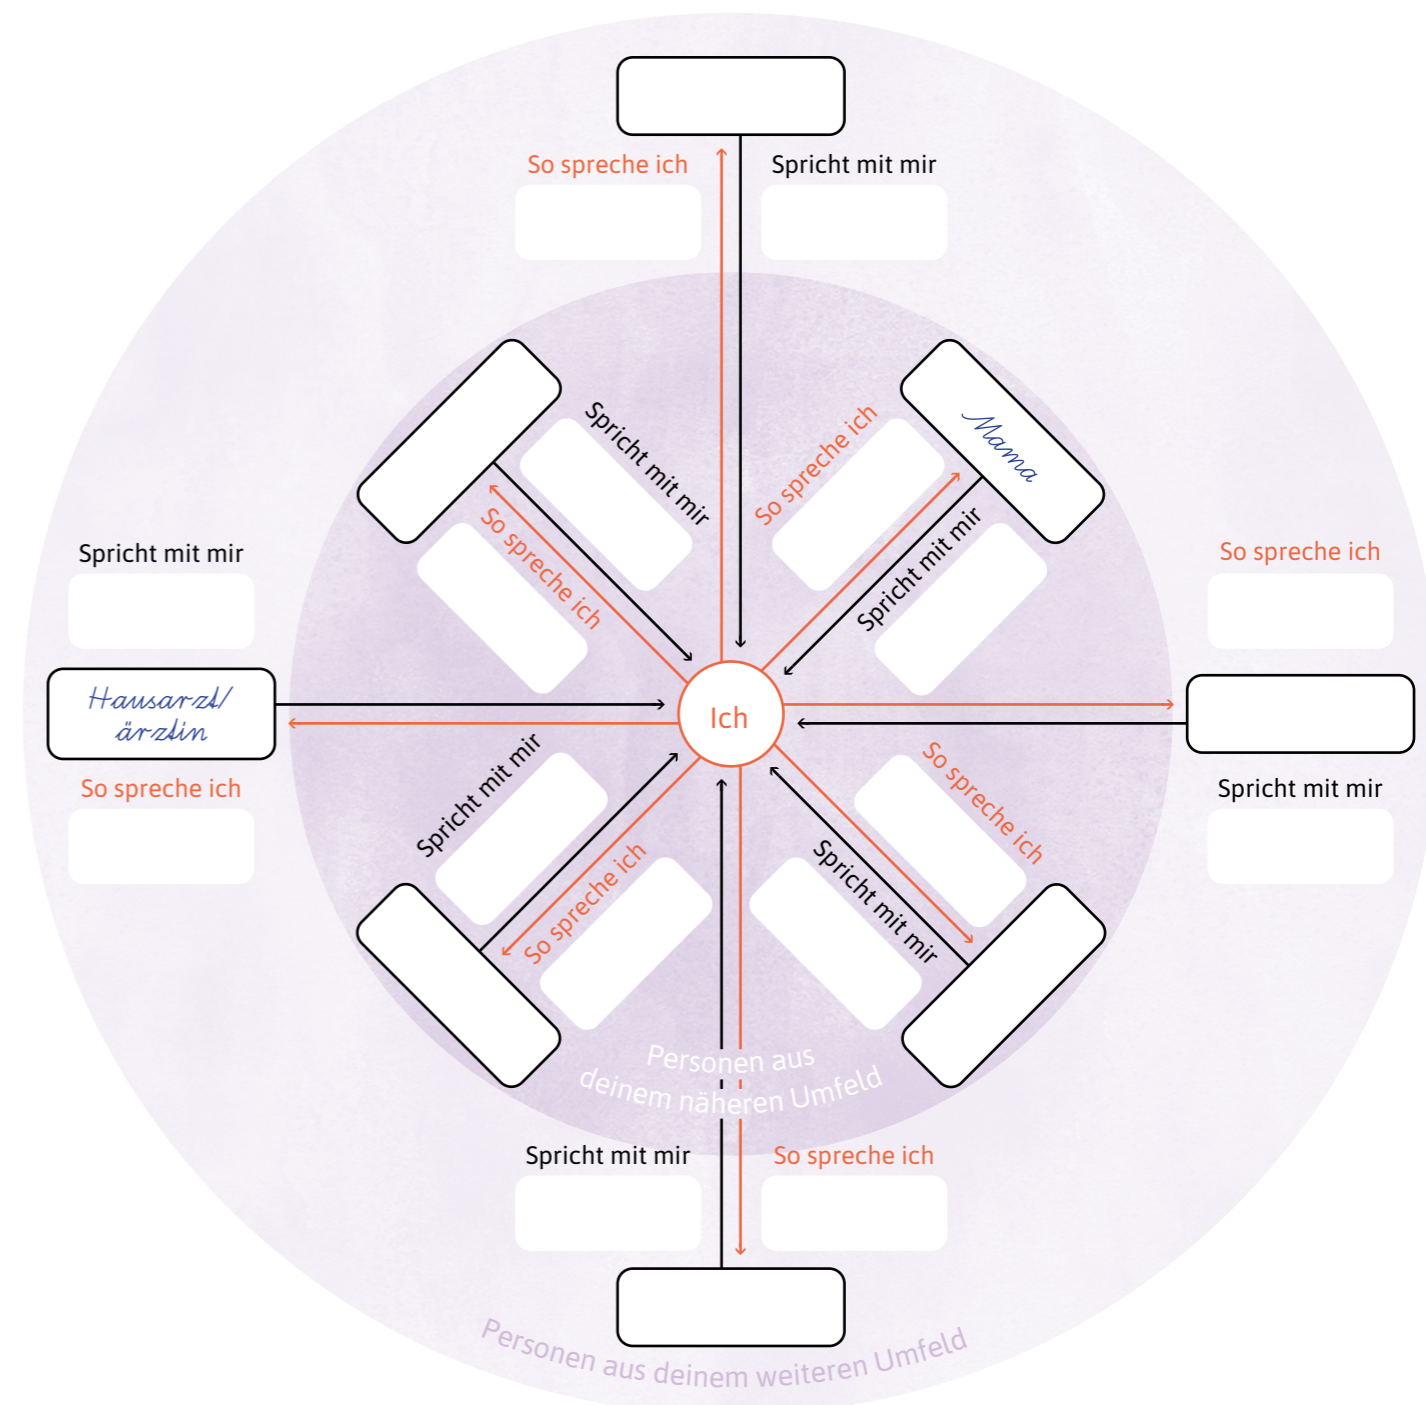 So spreche ich
Spricht mit mir
Spricht mit mir
So spreche ich
So spreche ich
Mama
Spricht mit mir
Spricht mit mir
Hausarzt/
ärztin
So spreche ich
Ich
So spreche ich
Spricht mit mir
Spricht mit mir
So spreche ich
So spreche ich
Spricht mit mir
Personen aus
deinem näheren Umfeld
Spricht mit mir
So spreche ich
Personen aus deinem weiteren Umfeld